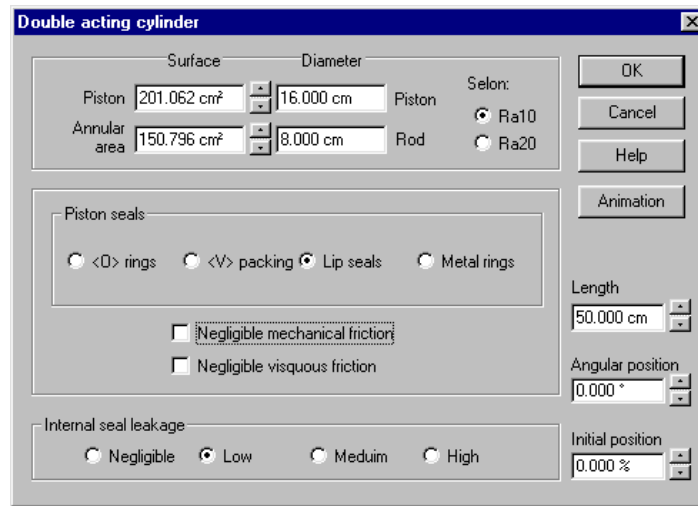 Double acting cylinder
Surface Diameter
Piston 201.062 cm² 16.000 cm Piston
Annular area 150.796 cm² 8.000 cm Rod
Selon:
Ra10
Ra20
OK
Cancel
Help
Animation
Piston seals
<O> rings <V> packing Lip seals Metal rings
Negligible mechanical friction
Negligible visquous friction
Length
50.000 cm
Angular position
0.000 °
Internal seal leakage
Negligible Low Meduim High
Initial position
0.000 %